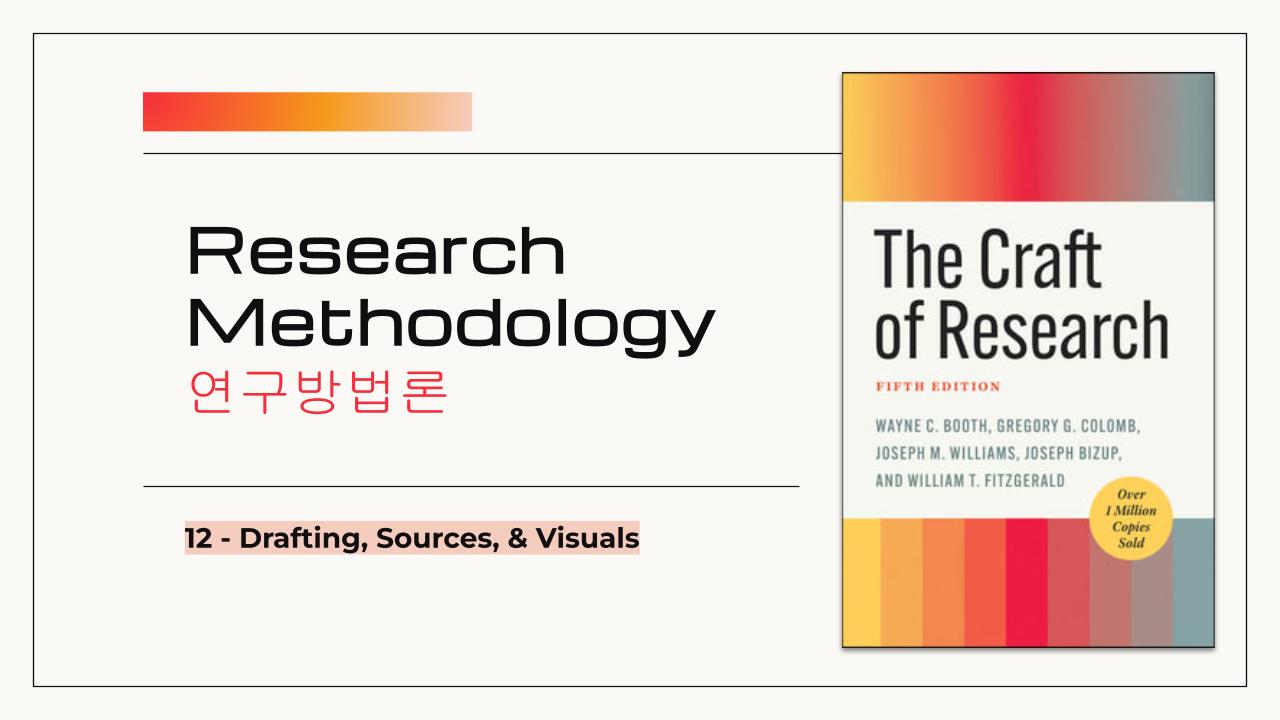 Research
Methodology
연구방법론
12 - Drafting, Sources, & Visuals
The Craft
of Research
FIFTH EDITION
WAYNE C. BOOTH, GREGORY G. COLOMB,
JOSEPH M. WILLIAMS, JOSEPH BIZUP,
AND WILLIAM T. FITZGERALD
Over
1 Million
Copies
Sold